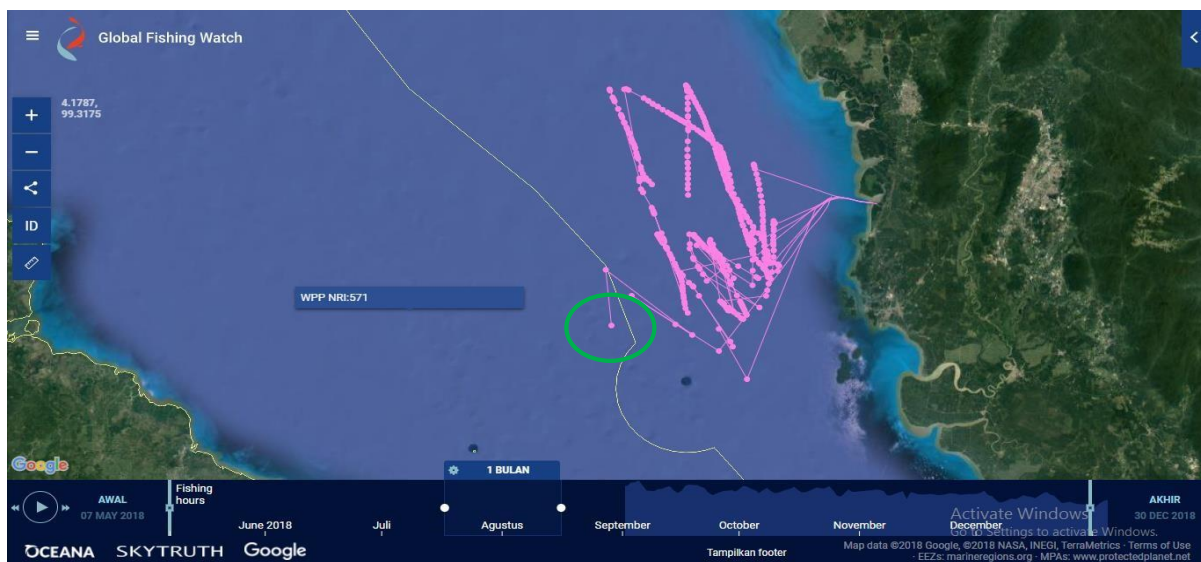 Global Fishing Watch
4.1787,
99.3175
ID
WPP NRI:571
Google
1 BULAN
Fishing
hours
AWAL
07 MAY 2018
June 2018
Juli
Agustus
September
October
November
December
AKHIR
30 DEC 2018
Activate Windows
Go to Settings to activate Windows.
OCEANA
SKYTRUTH
Google
Tampilkan footer
Map data ©2018 Google, ©2018 NASA, INEGI, TerraMetrics - Terms of Use
- EEZs: marineregions.org - MPAs: www.protectedplanet.net